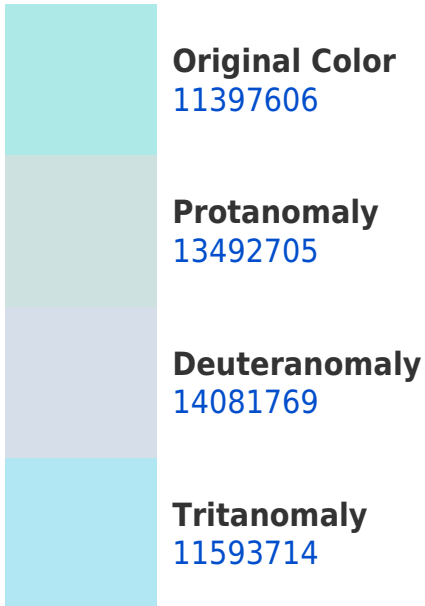 Original Color
11397606
Protanomaly
13492705
Deuteranomaly
14081769
Tritanomaly
11593714